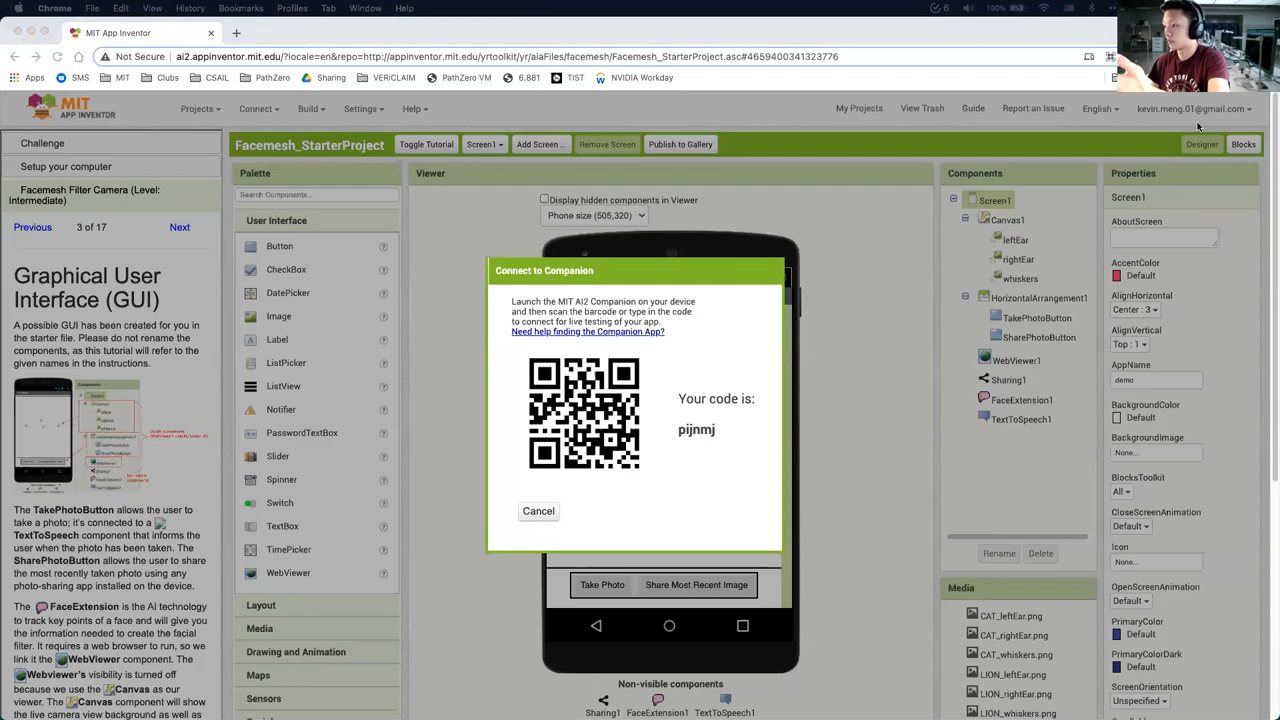 Chrome File Edit View History Bookmarks Profiles Tab Window Help
6 100%
MIT App Inventor
Not Secure ai2.appinventor.mit.edu/?locale=en&repo=http://appinventor.mit.edu/yrtoolkit/yr/aiaFiles/facemesh/Facemesh_StarterProject.asc#4659400341323776
Apps SMS MIT Clubs CSAIL PathZero Sharing VERiCLAIM PathZero VM 6.881 TIST NVIDIA Workday
MIT APP INVENTOR
Projects Connect Build Settings Help My Projects View Trash Guide Report an Issue English kevin.meng.01@gmail.com
Challenge
Setup your computer
Facemesh Filter Camera (Level: Intermediate)
Previous 3 of 17 Next
Graphical User
Interface (GUI)
A possible GUI has been created for you in
the starter file. Please do not rename the
components, as this tutorial will refer to the
given names in the instructions.
The TakePhotoButton allows the user to
take a photo; it's connected to a
TextToSpeech component that informs the
user when the photo has been taken. The
SharePhotoButton allows the user to share
the most recently taken photo using any
photo-sharing app installed on the device.
The FaceExtension is the AI technology
to track key points of a face and will give you
the information needed to create the facial
filter. It requires a web browser to run, so we
link it the WebViewer component. The
Webviewer's visibility is turned off
because we use the Canvas as our
viewer. The Canvas component will show
the live camera view background as well as
Facemesh_StarterProject Toggle Tutorial Screen1 Add Screen ... Remove Screen Publish to Gallery Designer Blocks
Palette
Search Components...
User Interface
Button
CheckBox
DatePicker
Image
Label
ListPicker
ListView
Notifier
PasswordTextBox
Slider
Spinner
Switch
TextBox
TimePicker
WebViewer
Layout
Media
Drawing and Animation
Maps
Sensors
Viewer
Display hidden components in Viewer
Phone size (505,320)
Connect to Companion
Launch the MIT AI2 Companion on your device
and then scan the barcode or type in the code
to connect for live testing of your app.
Need help finding the Companion App?
Your code is:
pijnmj
Cancel
Take Photo Share Most Recent Image
Non-visible components
Sharing1 FaceExtension1 TextToSpeech1
Components
Screen1
Canvas1
leftEar
rightEar
whiskers
HorizontalArrangement1
TakePhotoButton
SharePhotoButton
WebViewer1
Sharing1
FaceExtension1
TextToSpeech1
Rename Delete
Media
CAT_leftEar.png
CAT_rightEar.png
CAT_whiskers.png
LION_leftEar.png
LION_rightEar.png
LION_whiskers.png
Properties
Screen1
AboutScreen
AccentColor
Default
AlignHorizontal
Center : 3
AlignVertical
Top : 1
AppName
demo
BackgroundColor
Default
BackgroundImage
None...
BlocksToolkit
All
CloseScreenAnimation
Default
Icon
None...
OpenScreenAnimation
Default
PrimaryColor
Default
PrimaryColorDark
Default
ScreenOrientation
Unspecified